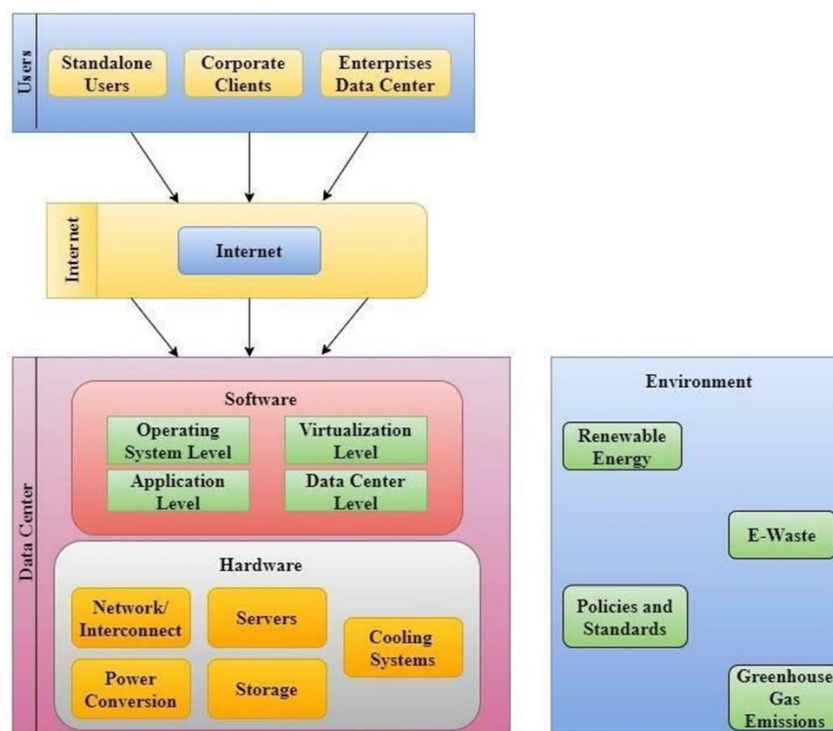 Users
Standalone
Users
Corporate
Clients
Enterprises
Data Center
Internet
Internet
Data Center
Software
Operating
System Level
Virtualization
Level
Application
Level
Data Center
Level
Hardware
Network/
Interconnect
Servers
Cooling
Systems
Power
Conversion
Storage
Environment
Renewable
Energy
E-Waste
Policies and
Standards
Greenhouse
Gas
Emissions